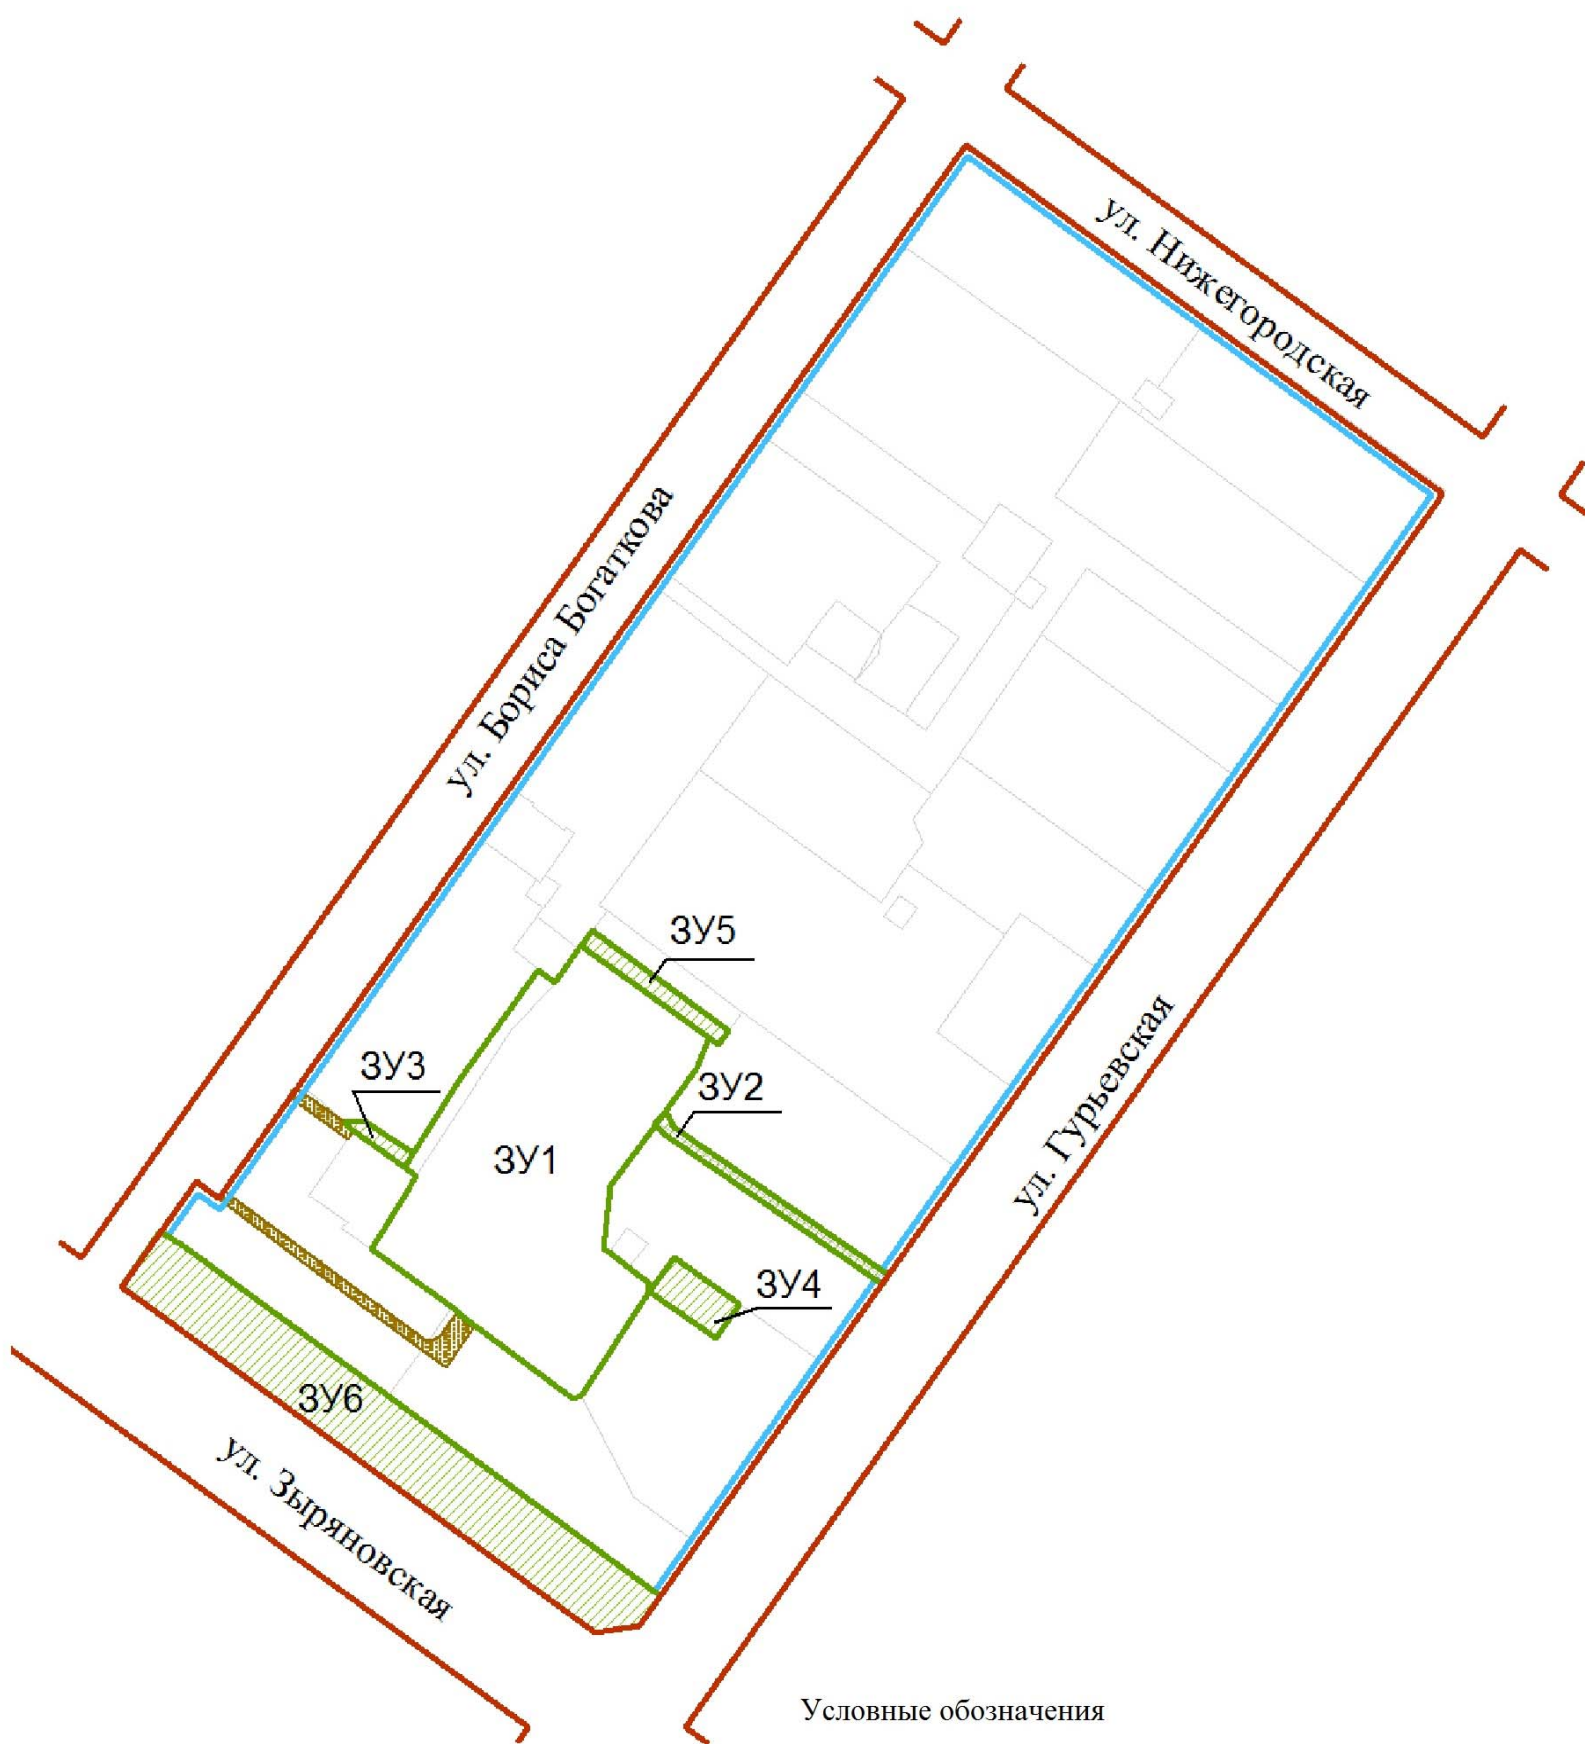 ул. Нижегородская
ул. Бориса Богаткова
ЗУ5
ЗУ3
ЗУ2
ЗУ1
ул. Гурьевская
ЗУ4
ЗУ6
ул. Зыряновская
Условные обозначения